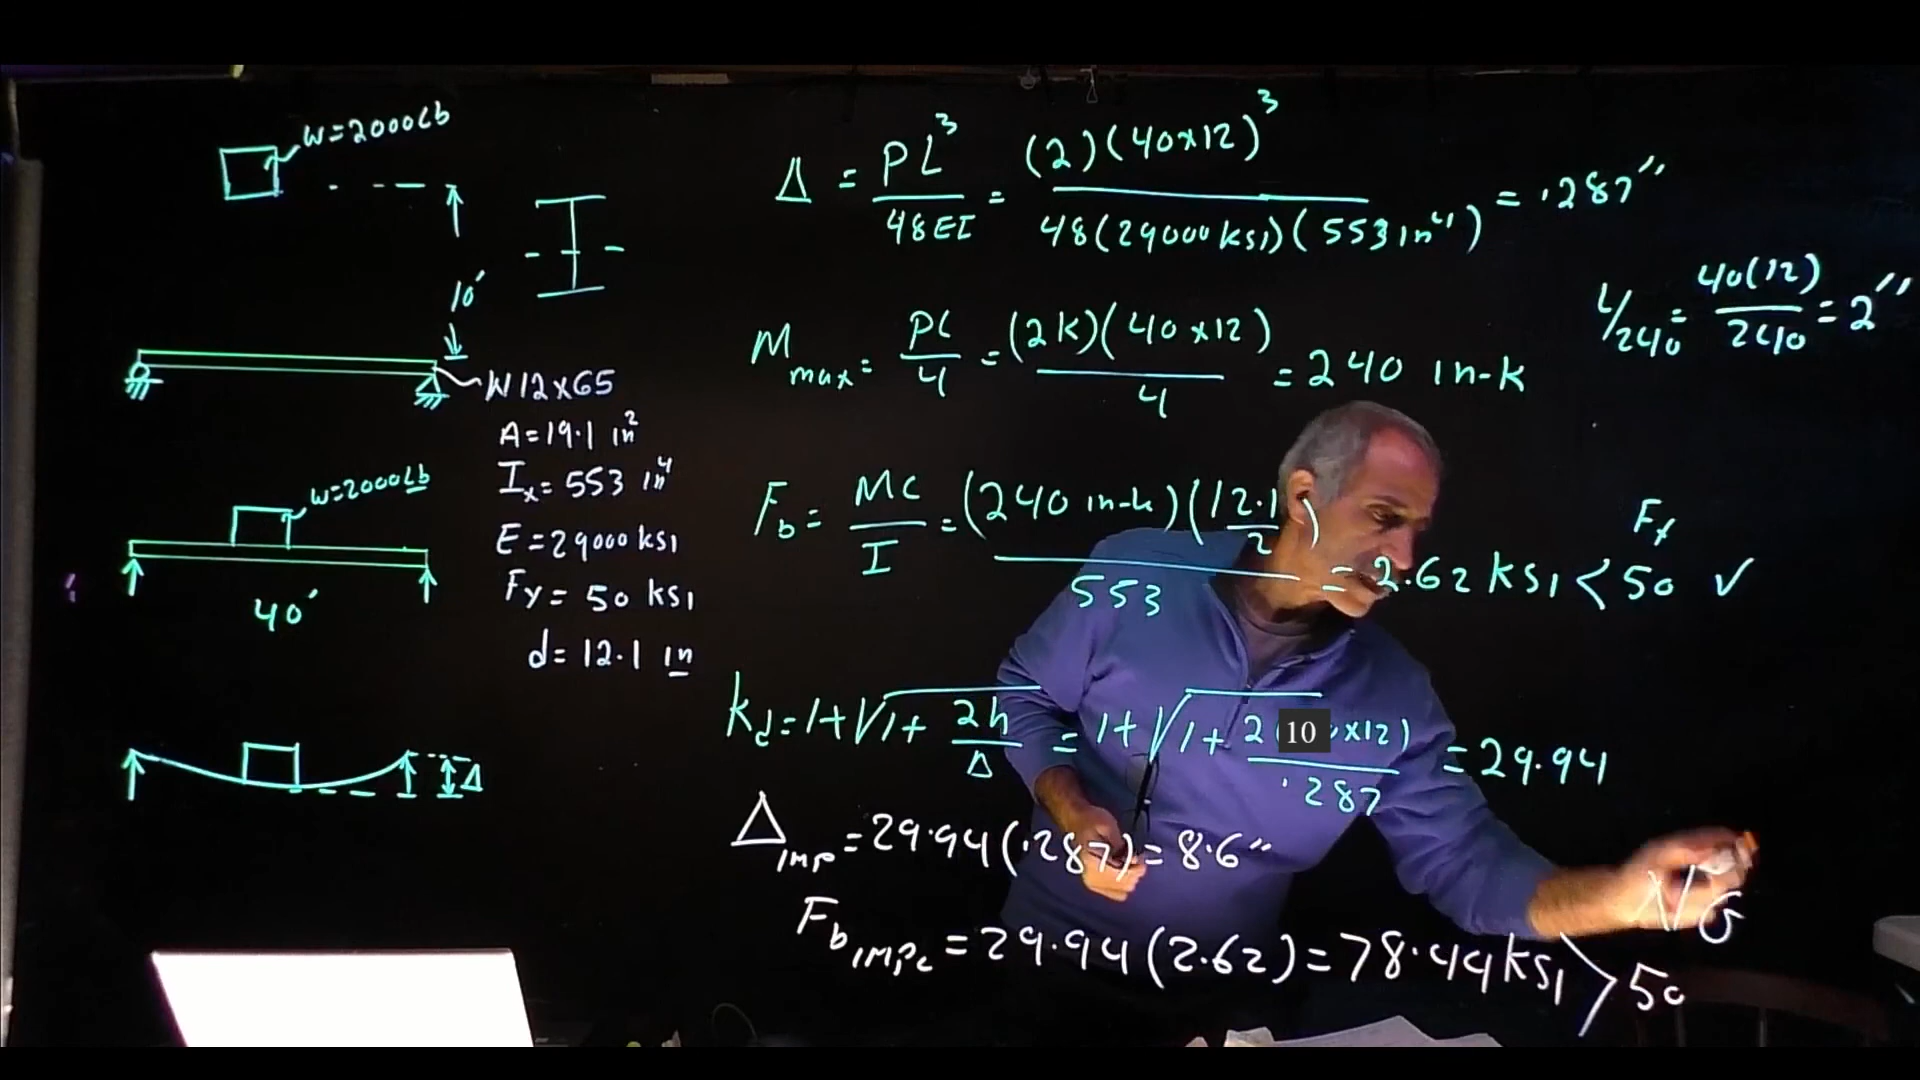 W=2000Lb
10'
W12x65
A=19.1 in²
Iₓ=553 in⁴
W=2000Lb
E=29000 ksi
Fy=50 ksi
40'
d=12.1 in
Δ
Δ = PL³/48EI = (2)(40x12)³/48(29000ksi)(553in⁴) = .287"
L/240 = 40(12)/240 = 2"
Mmax = PL/4 = (2k)(40x12)/4 = 240 in-k
Fb = MC/I = (240 in-k)(12.1/2)/553 = 2.62 ksi < 50 ✓
Fy
kd = 1+√1+2h/Δ = 1+√1+2(10x12)/.287 = 29.94
ΔIMP = 29.94(.287) = 8.6"
NG
FbIMPC = 29.94(2.62) = 78.44 ksi > 50